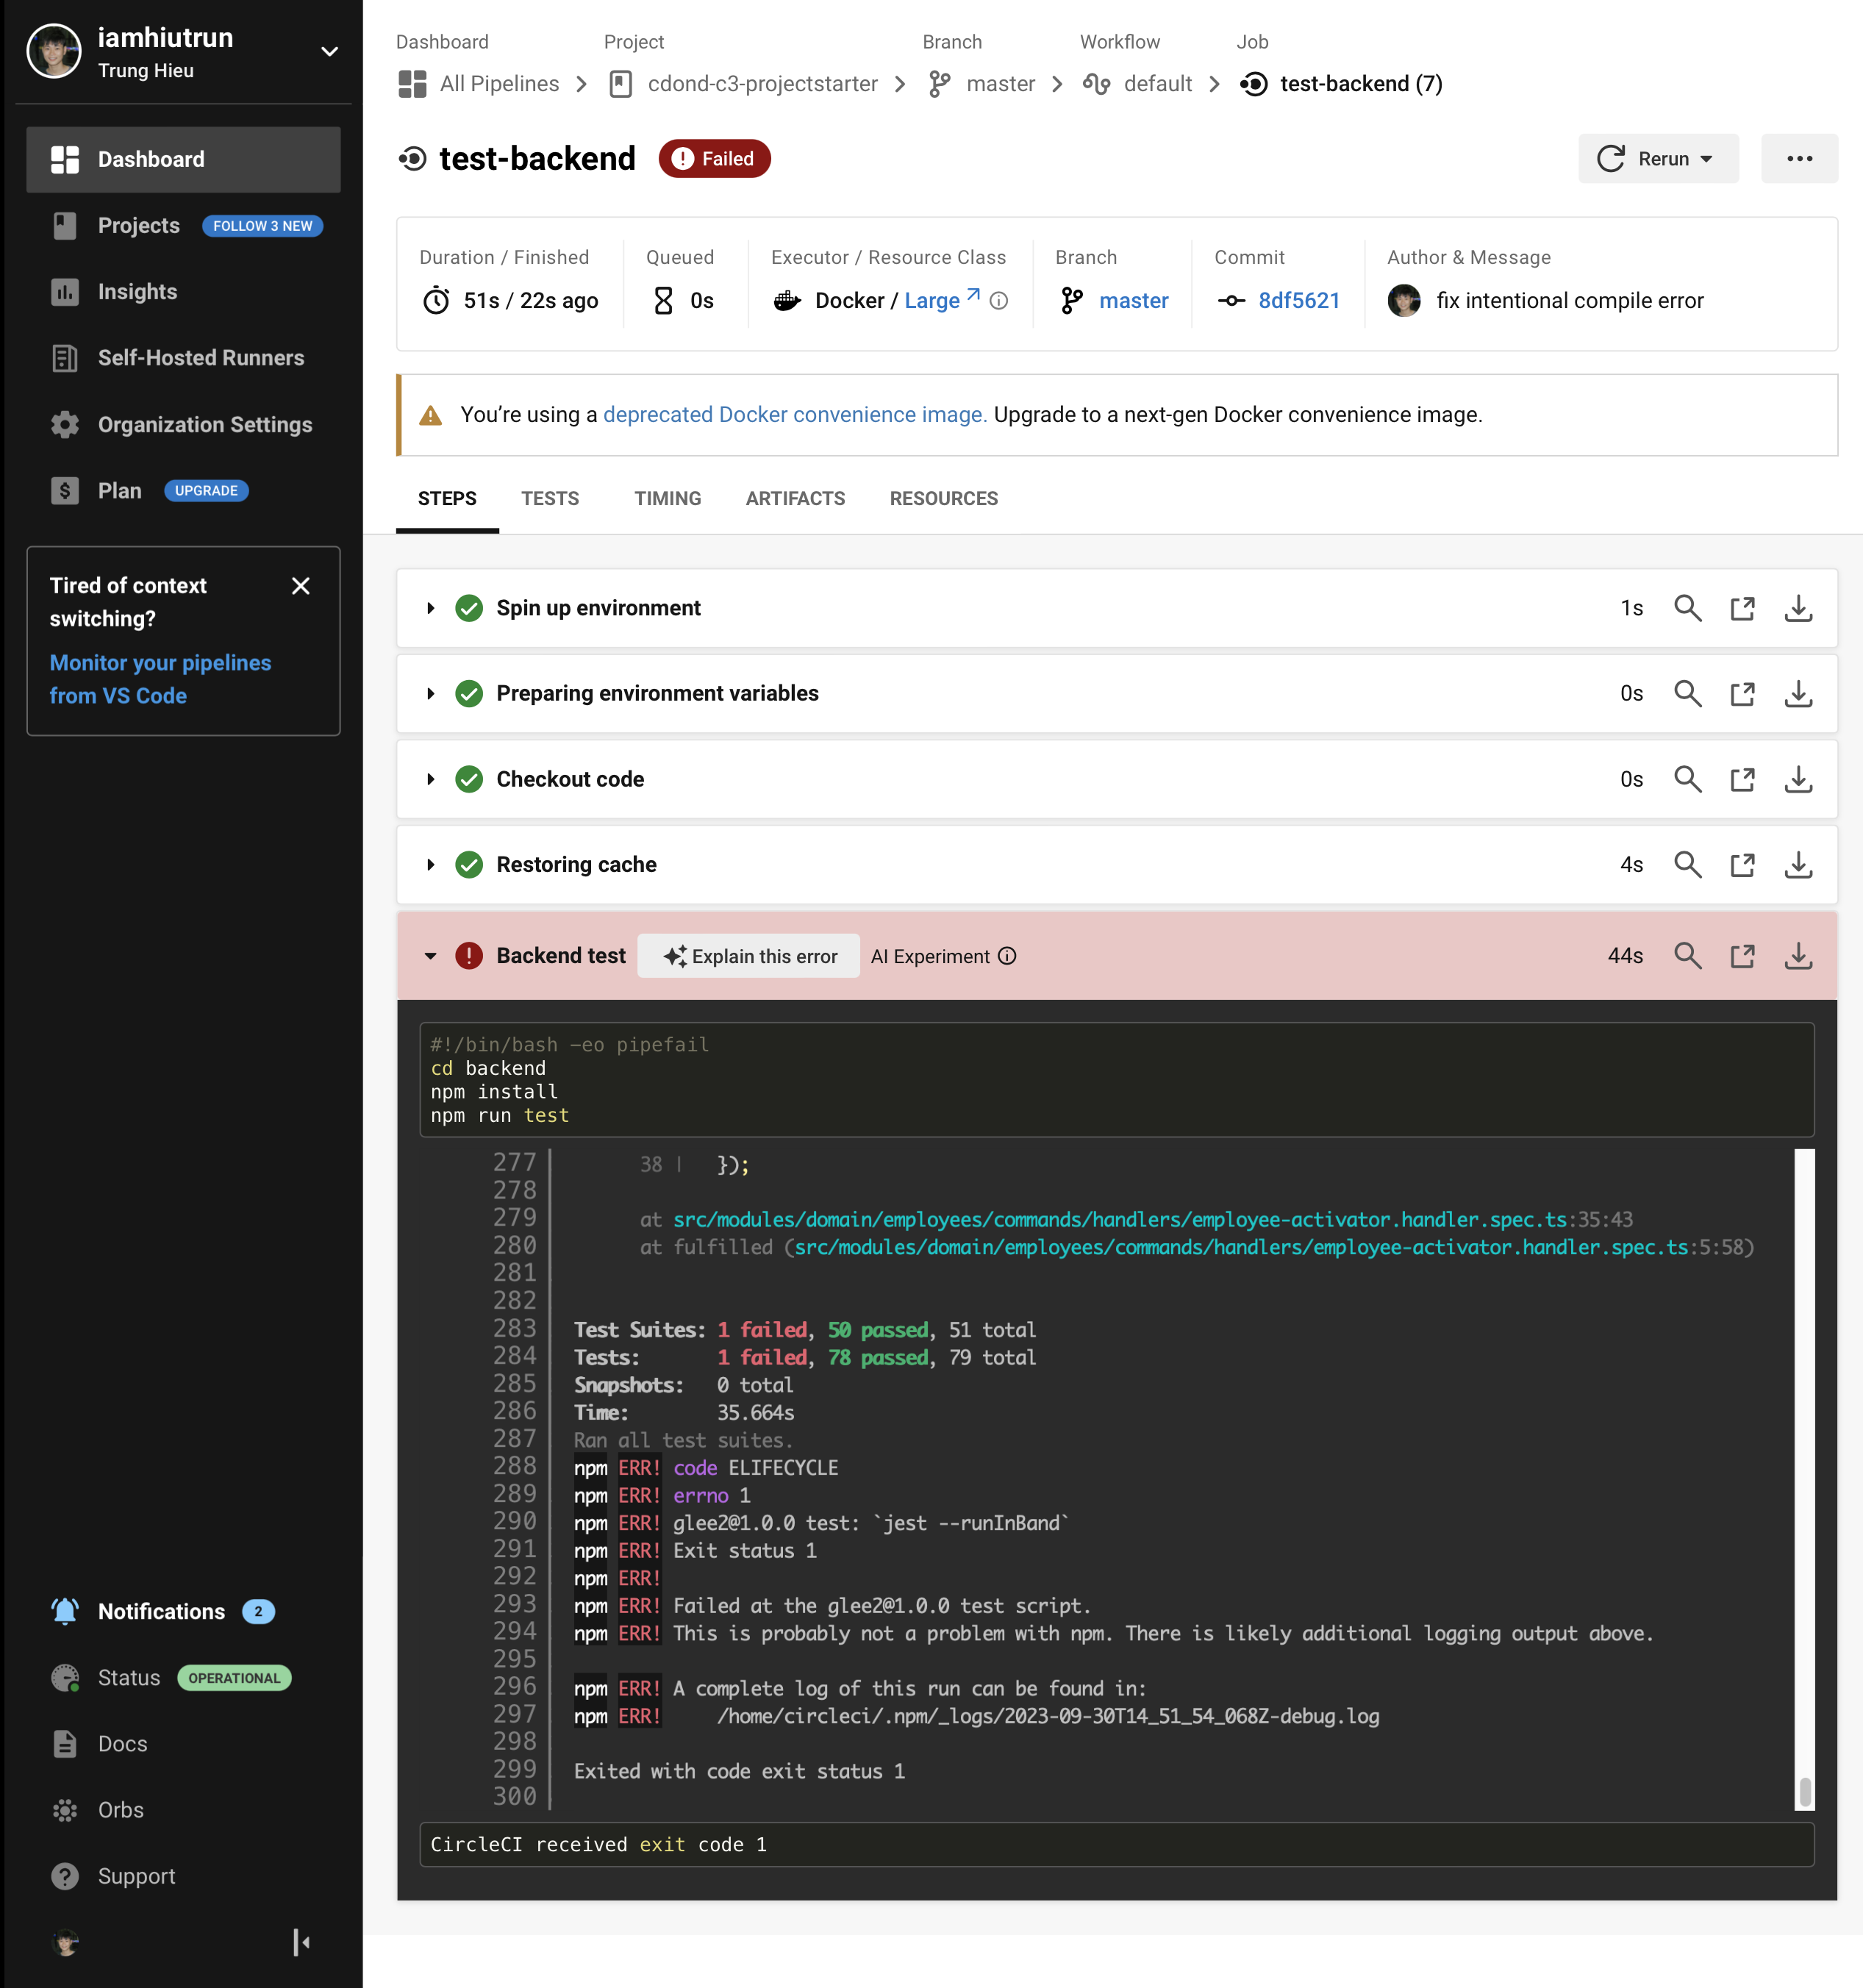 iamhiutrun
Trung Hieu
Dashboard
Projects FOLLOW 3 NEW
Insights
Self-Hosted Runners
Organization Settings
Plan UPGRADE
Tired of context
switching?
Monitor your pipelines
from VS Code
Notifications 2
Status OPERATIONAL
Docs
Orbs
Support
Dashboard Project Branch Workflow Job
All Pipelines cdond-c3-projectstarter master default test-backend (7)
test-backend Failed Rerun
Duration / Finished Queued Executor / Resource Class Branch Commit Author & Message
51s / 22s ago 0s Docker / Large master 8df5621 fix intentional compile error
You’re using a deprecated Docker convenience image. Upgrade to a next-gen Docker convenience image.
STEPS TESTS TIMING ARTIFACTS RESOURCES
Spin up environment 1s
Preparing environment variables 0s
Checkout code 0s
Restoring cache 4s
Backend test Explain this error AI Experiment 44s
#!/bin/bash -eo pipefail
cd backend
npm install
npm run test
277 38 | });
278
279 at src/modules/domain/employees/commands/handlers/employee-activator.handler.spec.ts:35:43
280 at fulfilled (src/modules/domain/employees/commands/handlers/employee-activator.handler.spec.ts:5:58)
281
282
283 Test Suites: 1 failed, 50 passed, 51 total
284 Tests: 1 failed, 78 passed, 79 total
285 Snapshots: 0 total
286 Time: 35.664s
287 Ran all test suites.
288 npm ERR! code ELIFECYCLE
289 npm ERR! errno 1
290 npm ERR! glee2@1.0.0 test: `jest --runInBand`
291 npm ERR! Exit status 1
292 npm ERR!
293 npm ERR! Failed at the glee2@1.0.0 test script.
294 npm ERR! This is probably not a problem with npm. There is likely additional logging output above.
295
296 npm ERR! A complete log of this run can be found in:
297 npm ERR! /home/circleci/.npm/_logs/2023-09-30T14_51_54_068Z-debug.log
298
299 Exited with code exit status 1
300
CircleCI received exit code 1